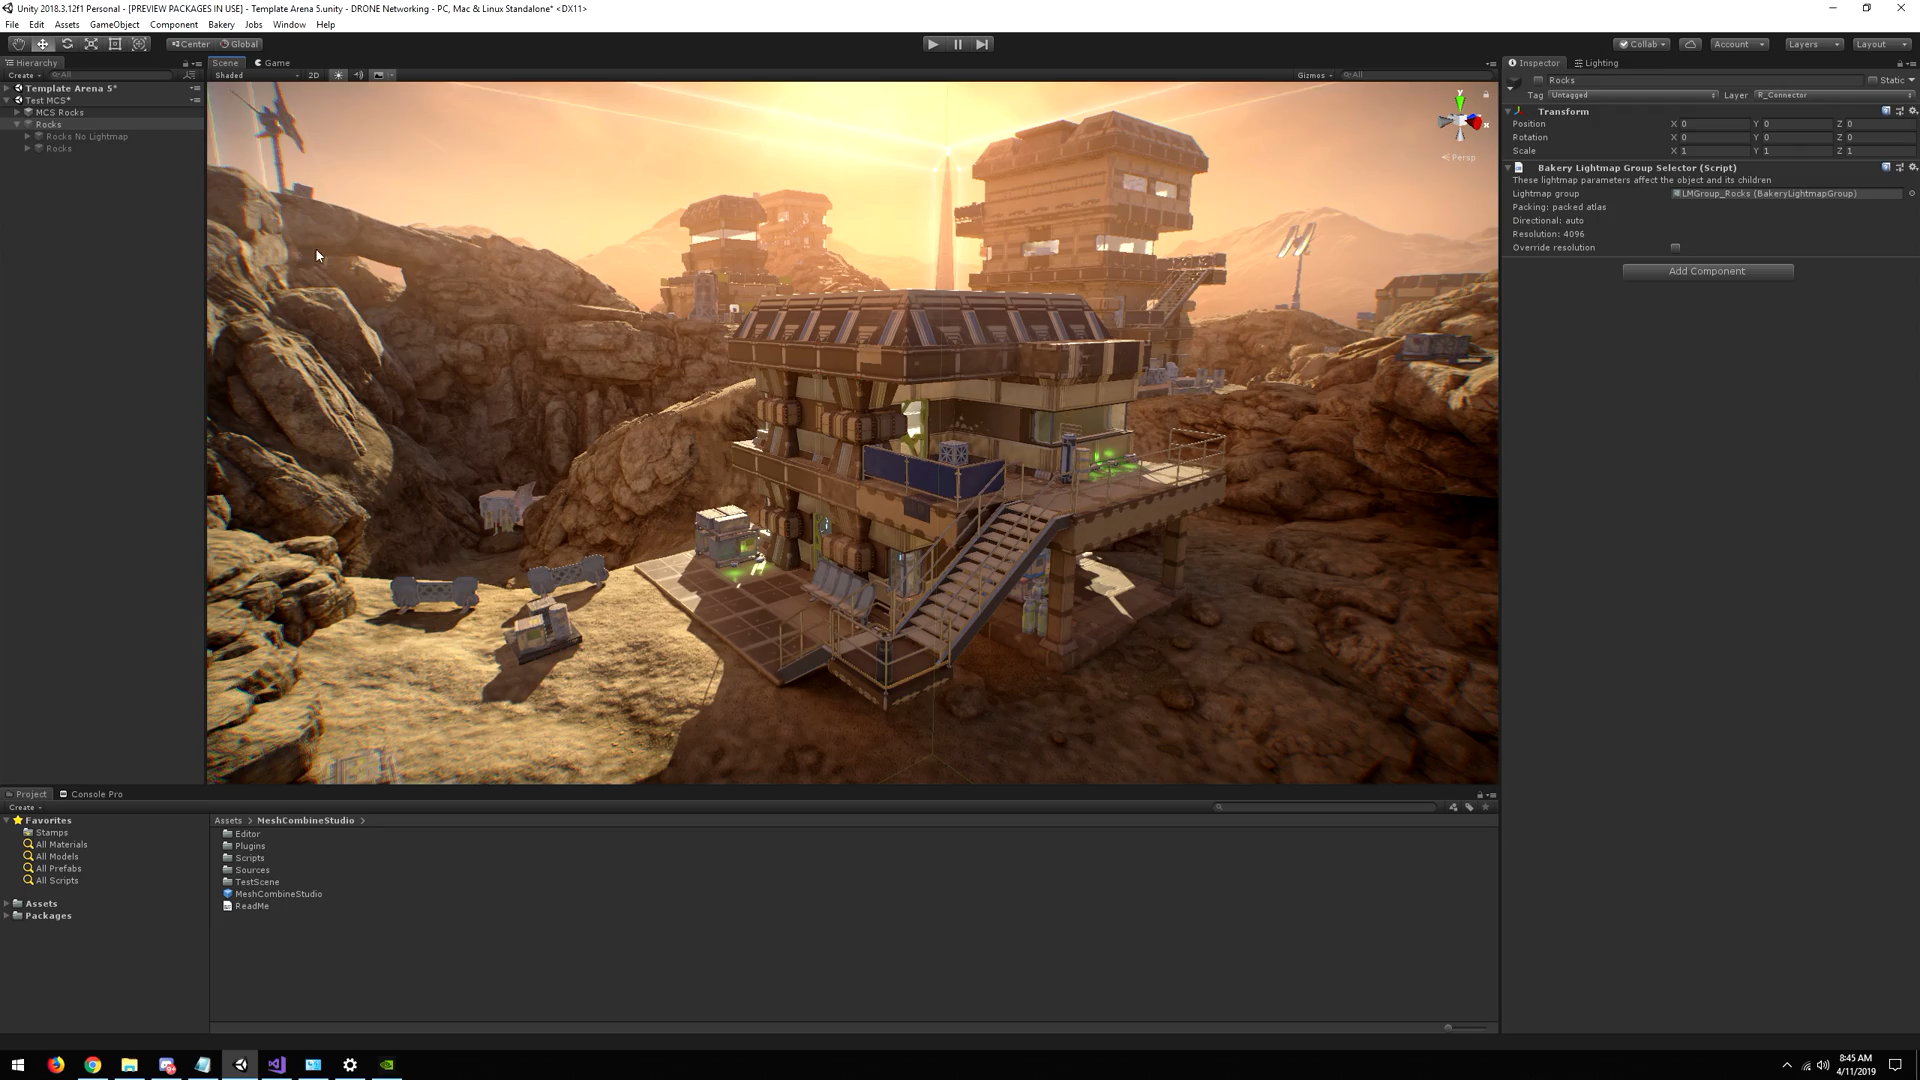 Unity 2018.3.12f1 Personal - [PREVIEW PACKAGES IN USE] - Template Arena 5.unity - DRONE Networking - PC, Mac & Linux Standalone* <DX11>
File Edit Assets GameObject Component Bakery Jobs Window Help
Center Global
Collab Account Layers Layout
Hierarchy
Create All
Template Arena 5*
Test MCS*
MCS Rocks
Rocks
Rocks No Lightmap
Rocks
Scene Game
Shaded 2D Gizmos All
y
x
Persp
Inspector Lighting
Rocks Static
Tag Untagged Layer R_Connector
Transform
Position X 0 Y 0 Z 0
Rotation X 0 Y 0 Z 0
Scale X 1 Y 1 Z 1
Bakery Lightmap Group Selector (Script)
These lightmap parameters affect the object and its children
Lightmap group LMGroup_Rocks (BakeryLightmapGroup)
Packing: packed atlas
Directional: auto
Resolution: 4096
Override resolution
Add Component
Project Console Pro
Create
Favorites
Stamps
All Materials
All Models
All Prefabs
All Scripts
Assets
Packages
Assets > MeshCombineStudio >
Editor
Plugins
Scripts
Sources
TestScene
MeshCombineStudio
ReadMe
8:45 AM
4/11/2019